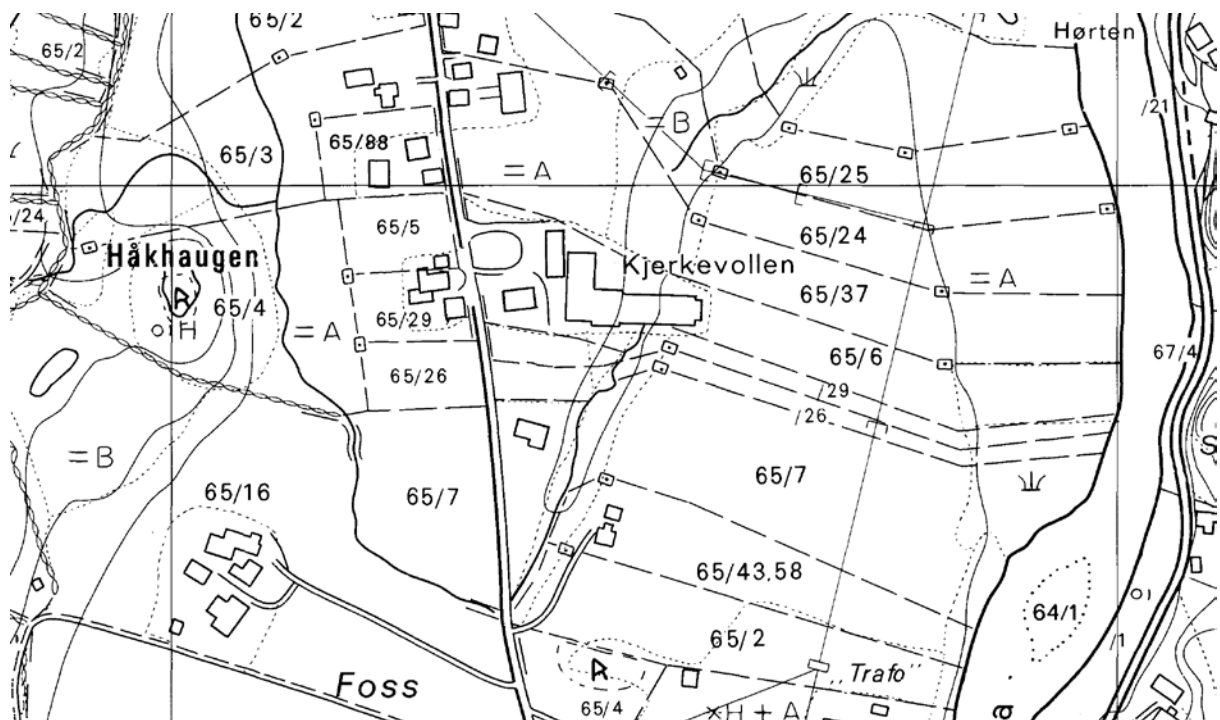 65/2
65/2
Hørten
/21
65/3
65/88
= B
= A
65/25
/24
65/5
65/24
Håkhaugen
Kjerkevollen
65/4
65/37
= A
H
= A
65/29
65/6
67/4
65/26
/29
/26
= B
65/16
65/7
65/7
S
65/43.58
64/1
65/2
/1
Foss
"Trafo"
65/4
×H + A
a.